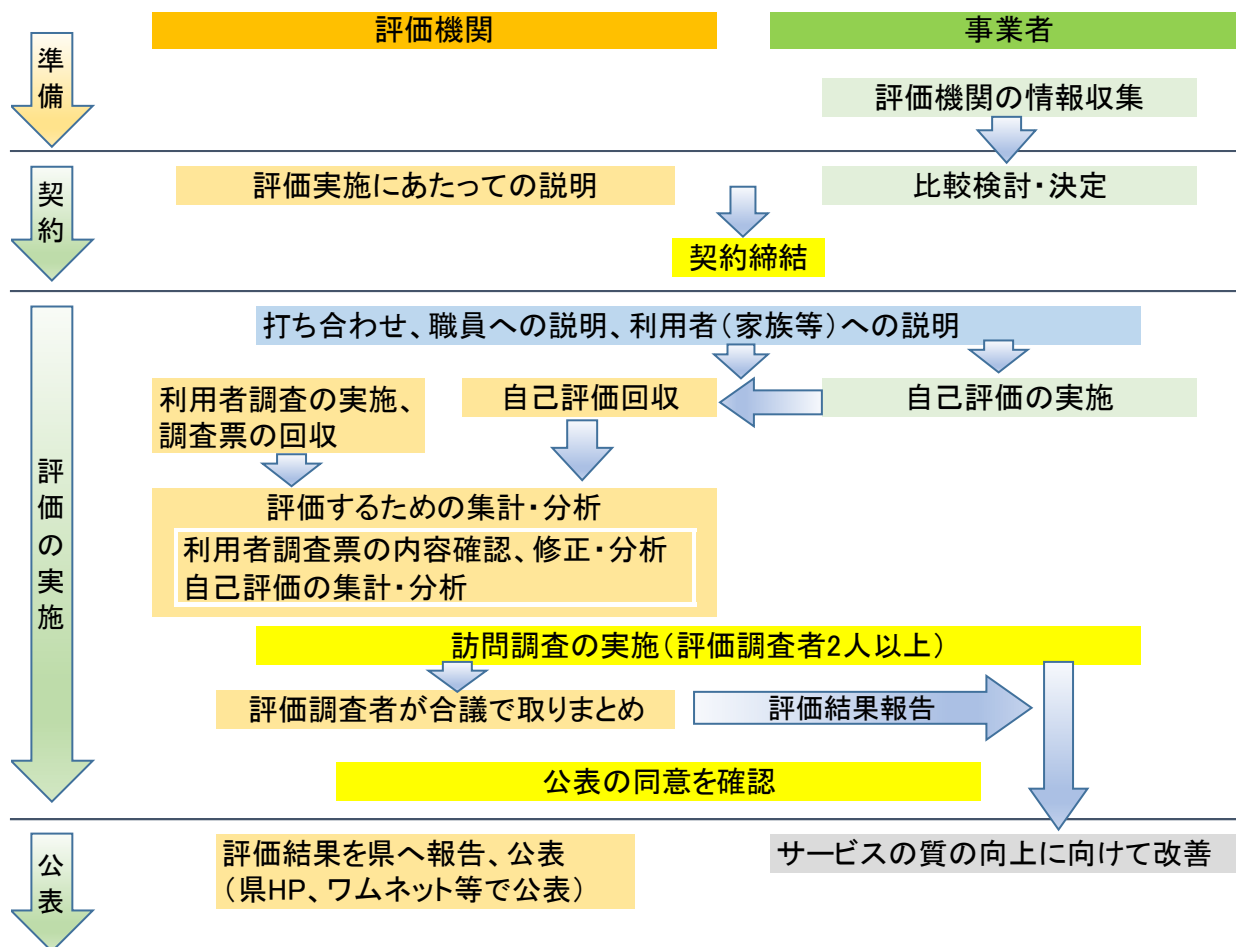 評価機関
事業者
準
備
評価機関の情報収集
契
約
評価実施にあたっての説明
比較検討・決定
契約締結
評
価
の
実
施
打ち合わせ、職員への説明、利用者（家族等）への説明
利用者調査の実施、
調査票の回収
自己評価回収
自己評価の実施
評価するための集計・分析
利用者調査票の内容確認、修正・分析
自己評価の集計・分析
訪問調査の実施（評価調査者2人以上）
評価調査者が合議で取りまとめ
評価結果報告
公表の同意を確認
公
表
評価結果を県へ報告、公表
（県HP、ワムネット等で公表）
サービスの質の向上に向けて改善